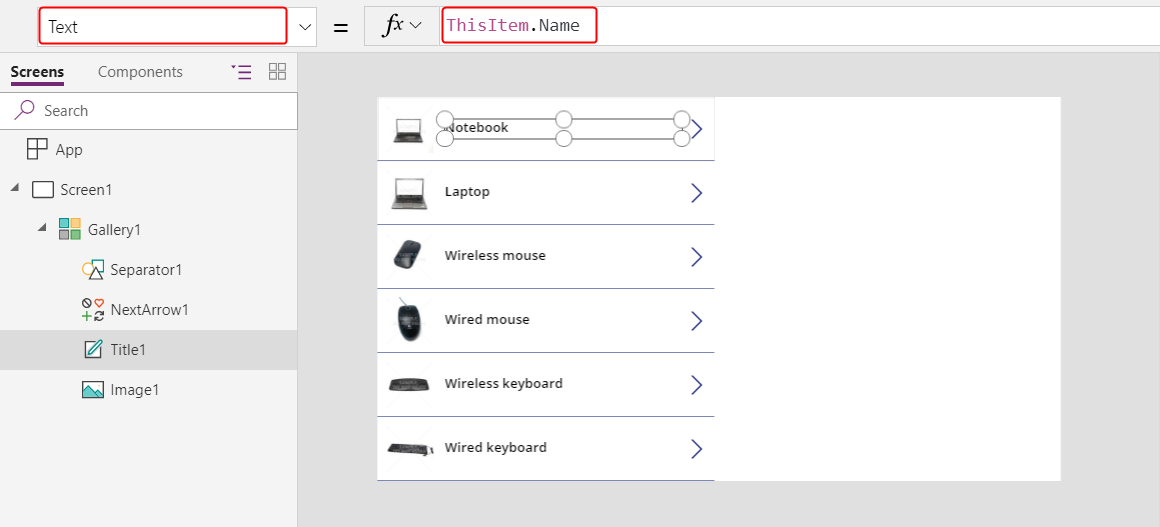 Text = fx ThisItem.Name
Screens Components
Search
App
Screen1
Gallery1
Separator1
NextArrow1
Title1
Image1
Notebook
Laptop
Wireless mouse
Wired mouse
Wireless keyboard
Wired keyboard